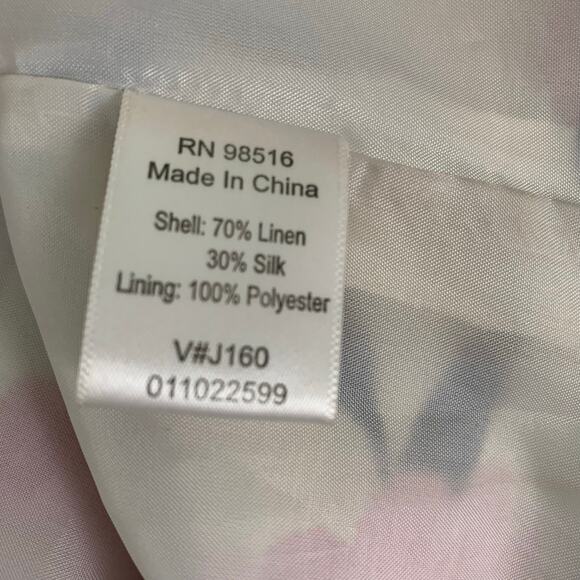 RN 98516
Made In China
Shell: 70% Linen
30% Silk
Lining: 100% Polyester
V#J160
011022599